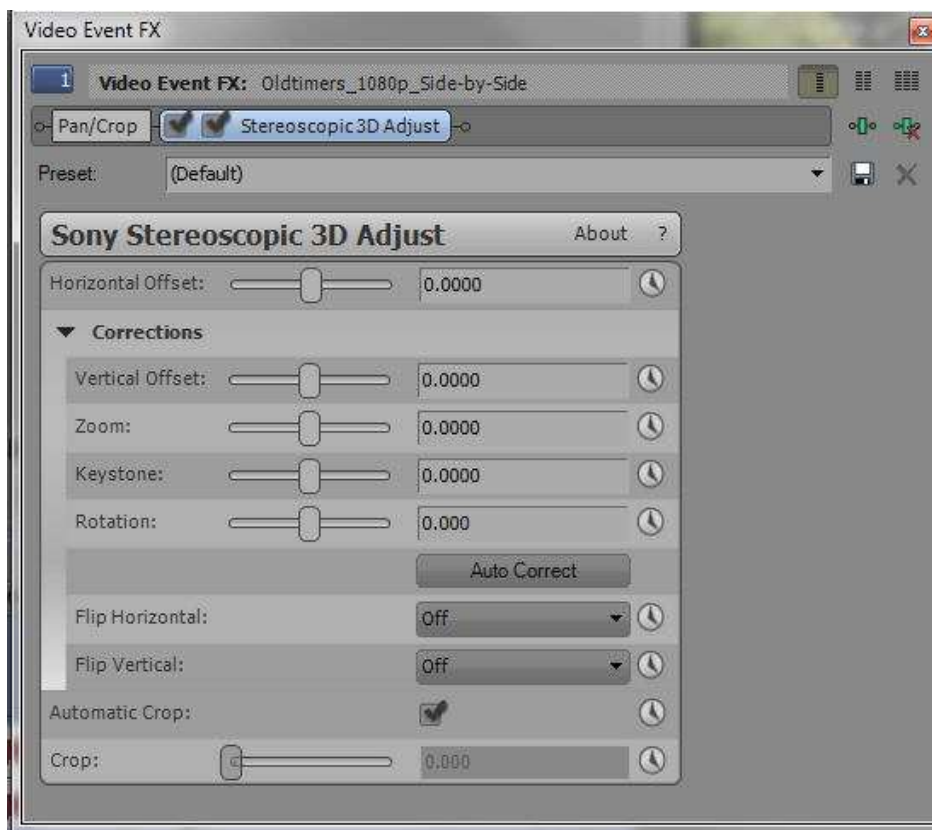 Video Event FX
1 Video Event FX: Oldtimers_1080p_Side-by-Side
Pan/Crop Stereoscopic 3D Adjust
Preset: (Default)
Sony Stereoscopic 3D Adjust About ?
Horizontal Offset: 0.0000
Corrections
Vertical Offset: 0.0000
Zoom: 0.0000
Keystone: 0.0000
Rotation: 0.000
Auto Correct
Flip Horizontal: Off
Flip Vertical: Off
Automatic Crop:
Crop: 0.000